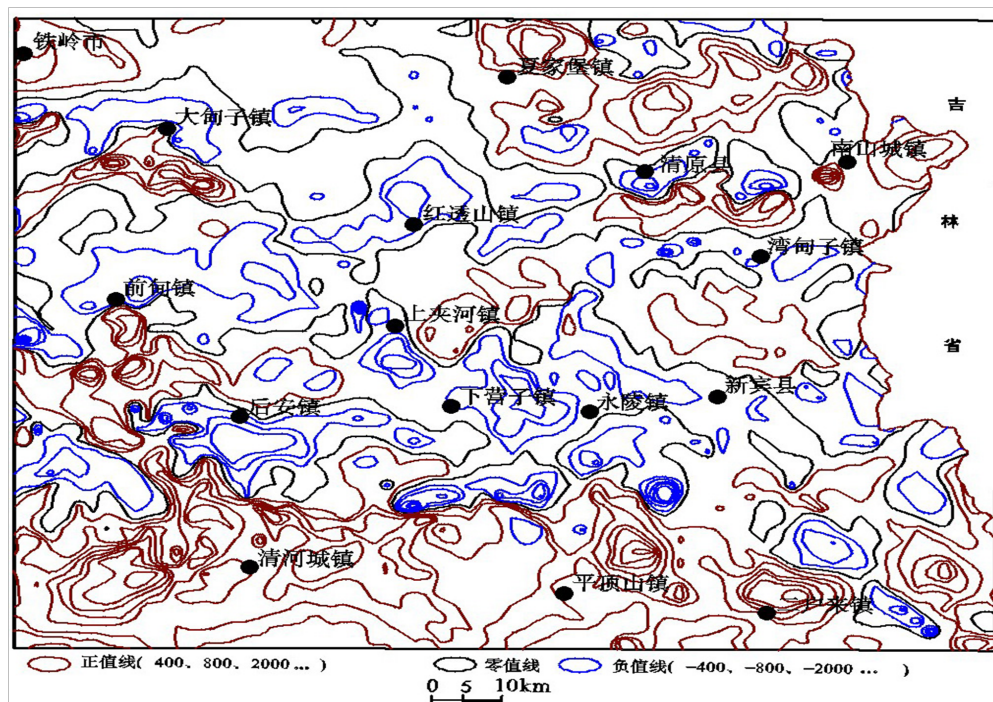 铁岭市
夏家堡镇
吉
大甸子镇
南山城镇
清原县
红透山镇
林
湾甸子镇
前甸镇
上夹河镇
省
新宾县
下营子镇
永陵镇
后安镇
清河城镇
平顶山镇
二户来镇
正值线( 400、800、2000 ... )
零值线
负值线( -400、-800、-2000 ... )
0 5 10km